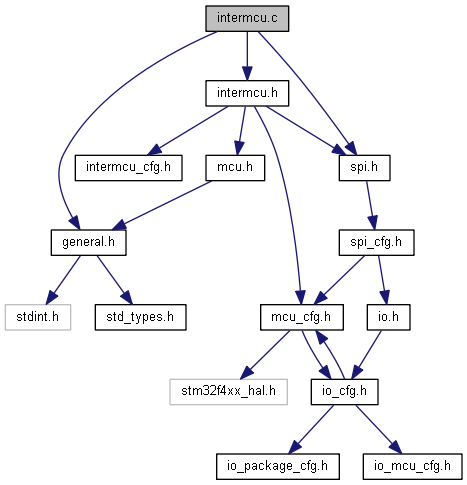 intermcu.c
intermcu.h
intermcu_cfg.h
mcu.h
spi.h
general.h
spi_cfg.h
stdint.h
std_types.h
mcu_cfg.h
io.h
stm32f4xx_hal.h
io_cfg.h
io_package_cfg.h
io_mcu_cfg.h